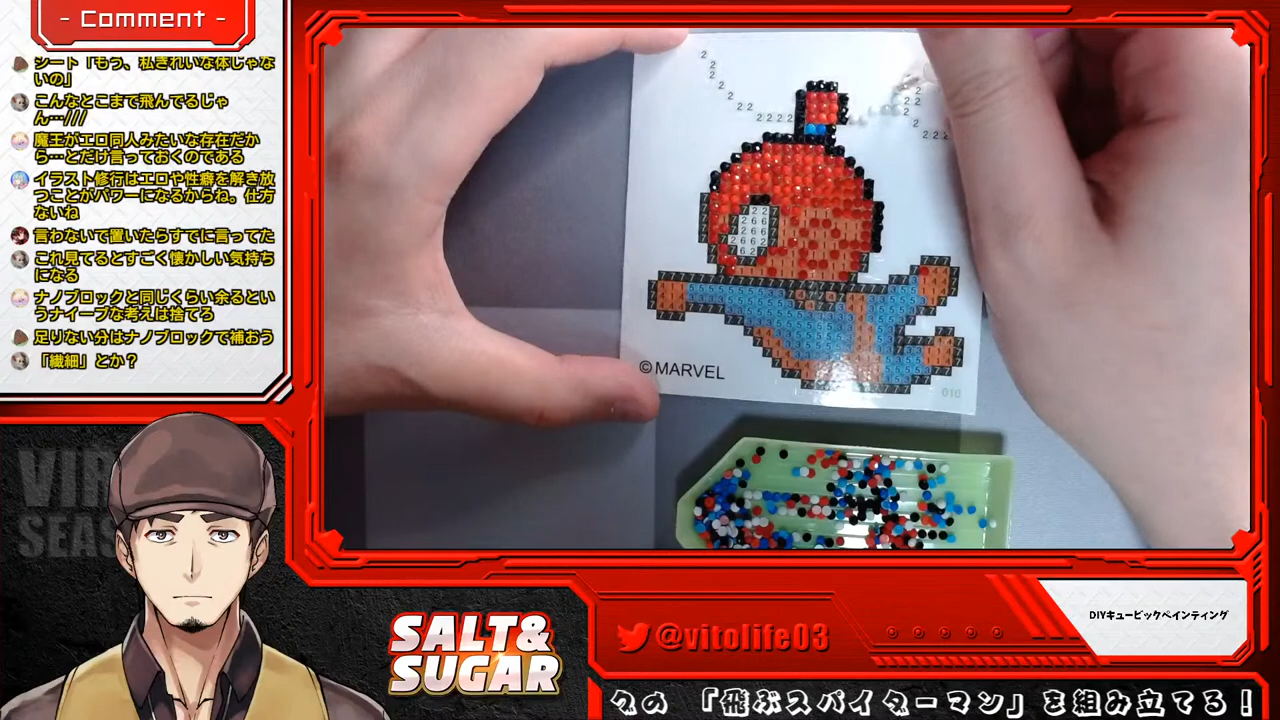 - Comment -
シート「もう、私きれいな体じゃな
いの」
こんなとこまで飛んでるじゃ
ん…///
魔王がエロ同人みたいな存在だか
ら…とだけ言っておくのである
イラスト修行はエロや性癖を解き放
つことがパワーになるからね。仕方
ないね
言わないで置いたらすでに言ってた
これ見てるとすごく懐かしい気持ち
になる
ナノブロックと同じくらい余るとい
うナイーブな考えは捨てろ
足りない分はナノブロックで補おう
「繊細」とか？
©MARVEL
010
SALT&
SUGAR
@vitolife03
DIYキュービックペインティング
クの 「飛ぶスパイダーマン」を組み立てる！